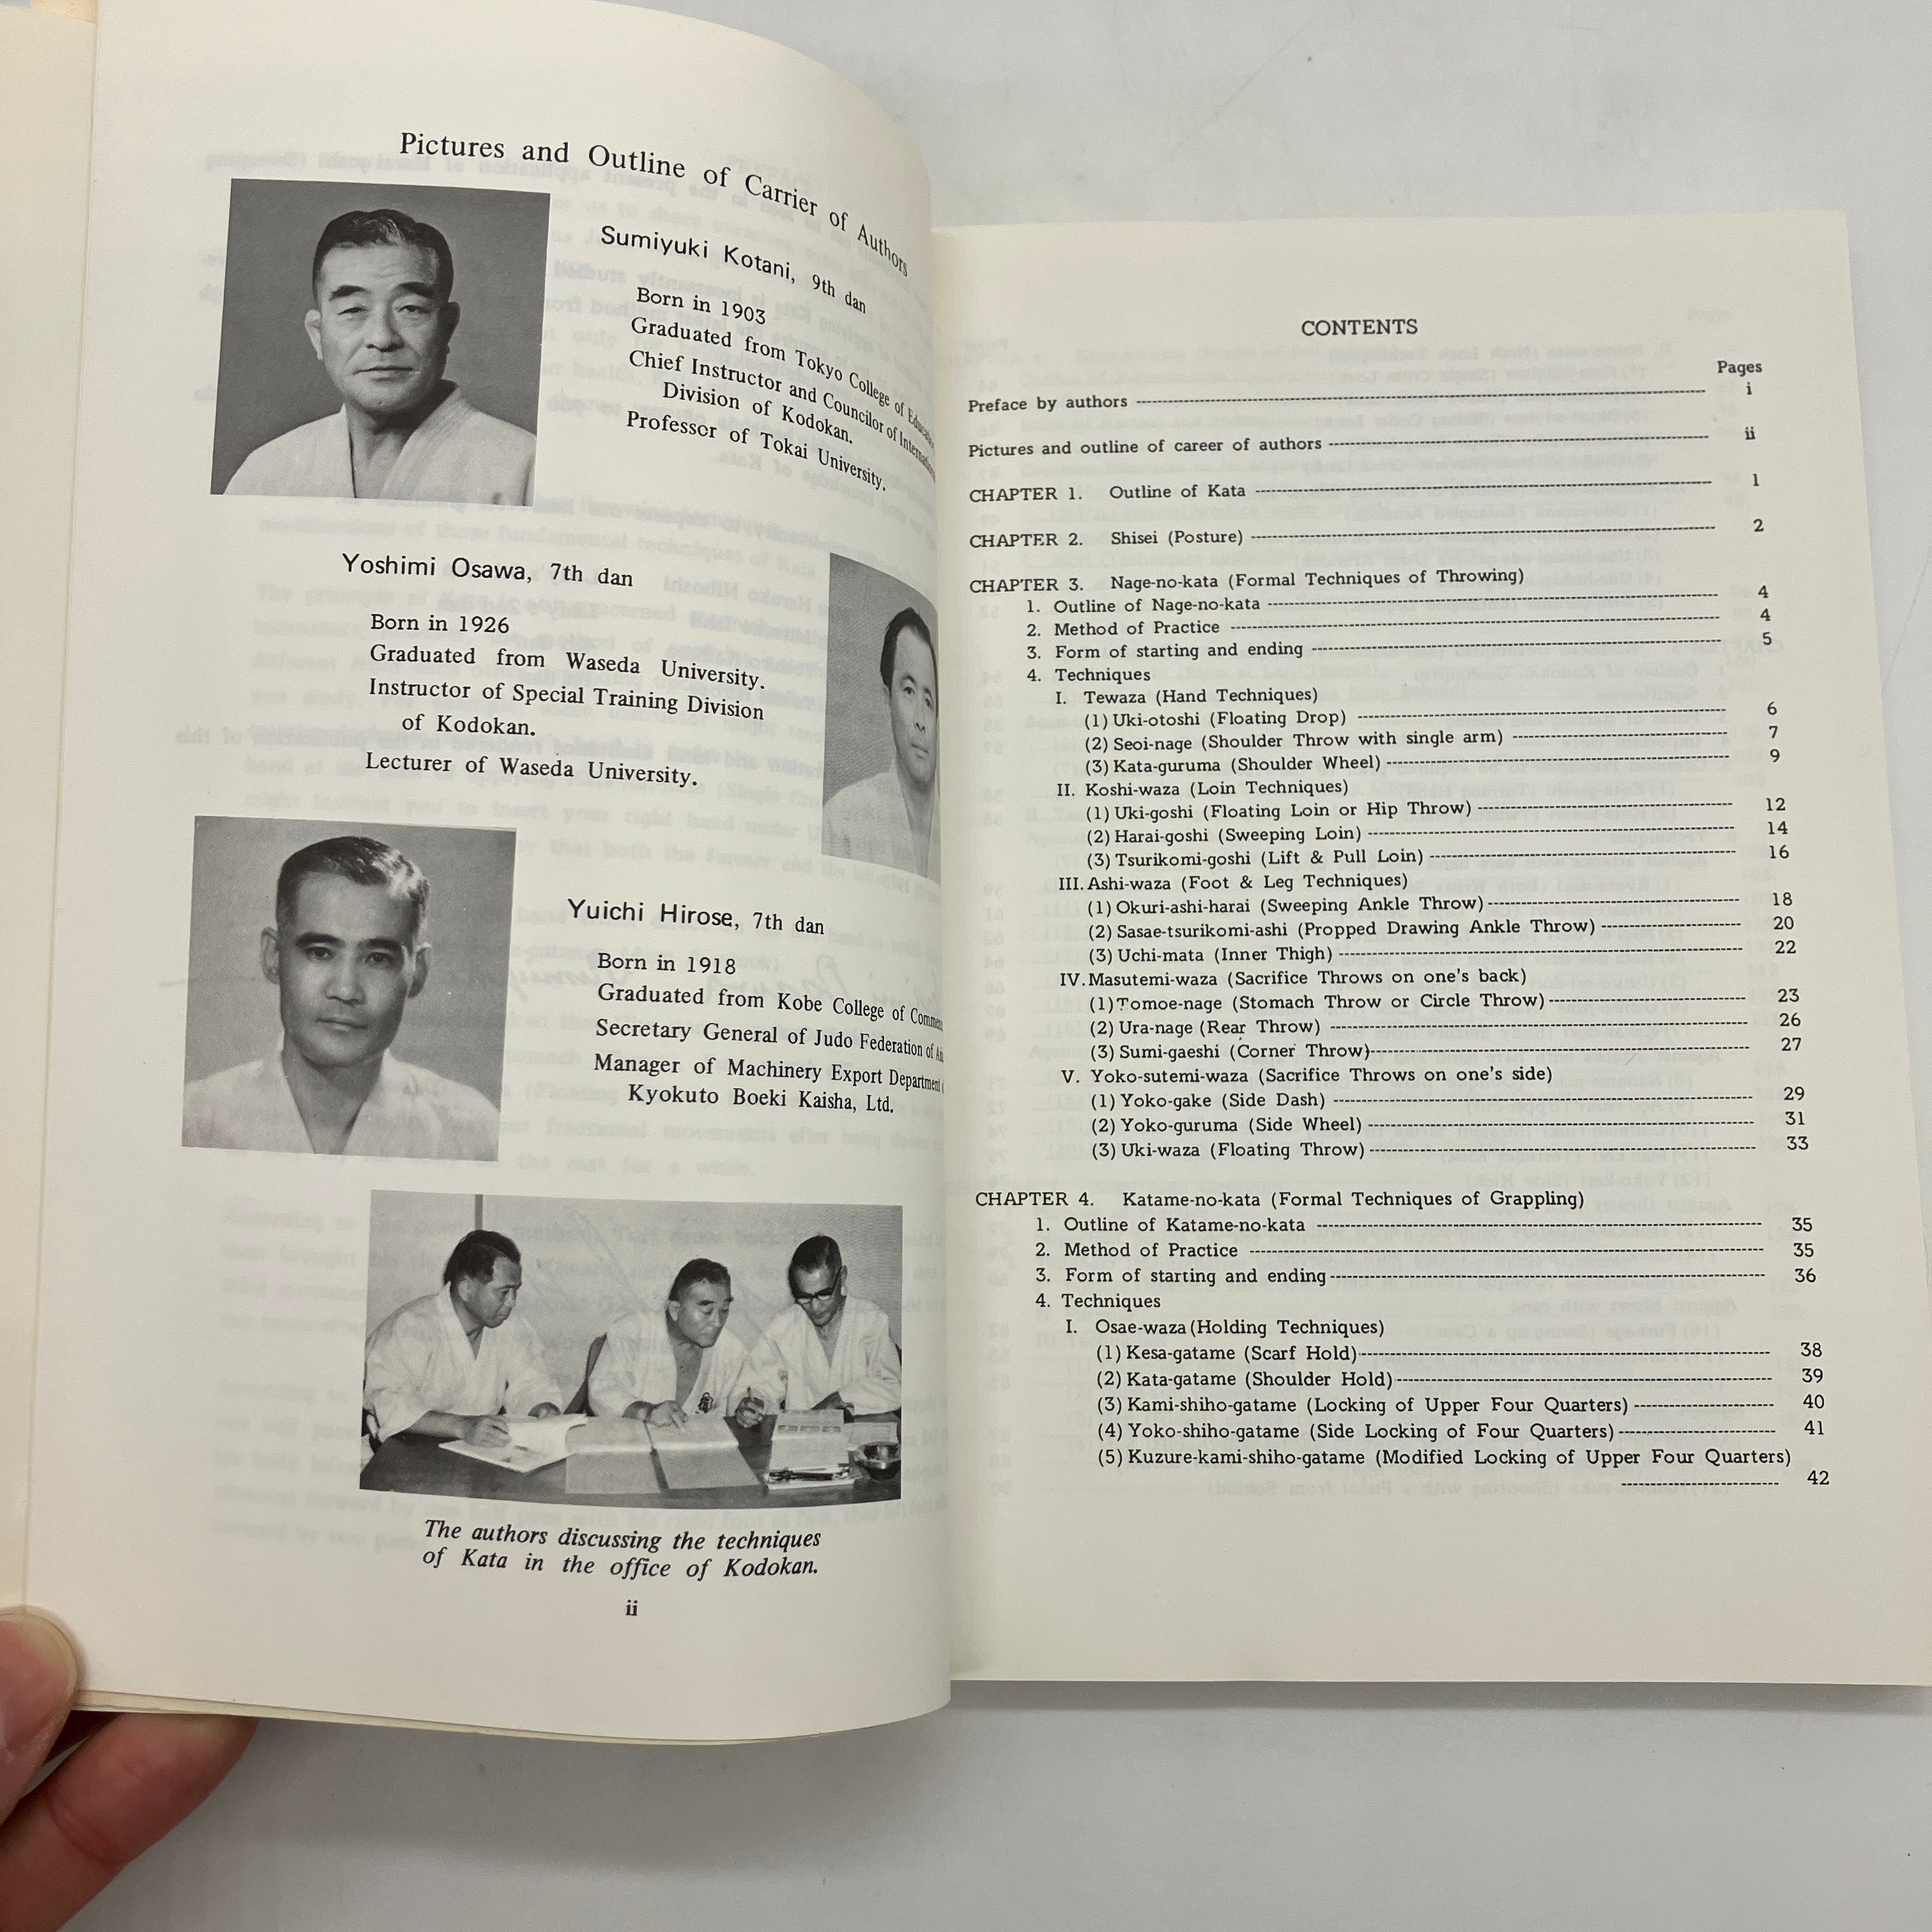 Pictures and Outline of Carrier of Authors
Sumiyuki Kotani, 9th dan
Born in 1903
Graduated from Tokyo College of
Chief Instructor and Councilor of
Division of Kodokan.
Professor of Tokai University.
Yoshimi Osawa, 7th dan
Born in 1926
Graduated from Waseda University.
Instructor of Special Training Division
of Kodokan.
Lecturer of Waseda University.
Yuichi Hirose, 7th dan
Born in 1918
Graduated from Kobe College of
Secretary General of Judo Federation of
Manager of Machinery Export Department
Kyokuto Boeki Kaisha, Ltd.
The authors discussing the techniques
of Kata in the office of Kodokan.
ii
CONTENTS
Pages
Preface by authors i
Pictures and outline of career of authors ii
CHAPTER 1. Outline of Kata 1
CHAPTER 2. Shisei (Posture) 2
CHAPTER 3. Nage-no-kata (Formal Techniques of Throwing)
1. Outline of Nage-no-kata 4
2. Method of Practice 4
3. Form of starting and ending 5
4. Techniques
I. Tewaza (Hand Techniques)
(1) Uki-otoshi (Floating Drop) 6
(2) Seoi-nage (Shoulder Throw with single arm) 7
(3) Kata-guruma (Shoulder Wheel) 9
II. Koshi-waza (Loin Techniques)
(1) Uki-goshi (Floating Loin or Hip Throw) 12
(2) Harai-goshi (Sweeping Loin) 14
(3) Tsurikomi-goshi (Lift & Pull Loin) 16
III. Ashi-waza (Foot & Leg Techniques)
(1) Okuri-ashi-harai (Sweeping Ankle Throw) 18
(2) Sasae-tsurikomi-ashi (Propped Drawing Ankle Throw) 20
(3) Uchi-mata (Inner Thigh) 22
IV. Masutemi-waza (Sacrifice Throws on one's back)
(1) Tomoe-nage (Stomach Throw or Circle Throw) 23
(2) Ura-nage (Rear Throw) 26
(3) Sumi-gaeshi (Corner Throw) 27
V. Yoko-sutemi-waza (Sacrifice Throws on one's side)
(1) Yoko-gake (Side Dash) 29
(2) Yoko-guruma (Side Wheel) 31
(3) Uki-waza (Floating Throw) 33
CHAPTER 4. Katame-no-kata (Formal Techniques of Grappling)
1. Outline of Katame-no-kata 35
2. Method of Practice 35
3. Form of starting and ending 36
4. Techniques
I. Osae-waza (Holding Techniques)
(1) Kesa-gatame (Scarf Hold) 38
(2) Kata-gatame (Shoulder Hold) 39
(3) Kami-shiho-gatame (Locking of Upper Four Quarters) 40
(4) Yoko-shiho-gatame (Side Locking of Four Quarters) 41
(5) Kuzure-kami-shiho-gatame (Modified Locking of Upper Four Quarters)
42